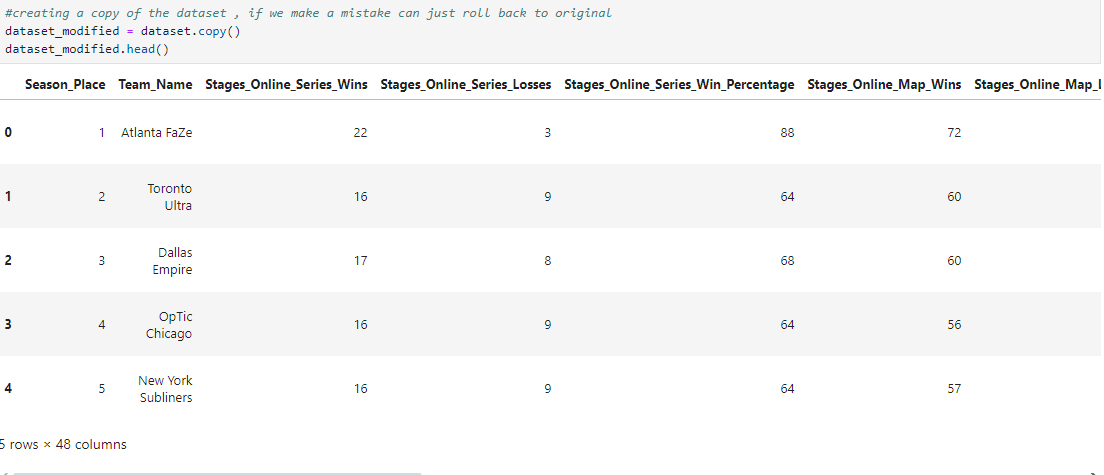 #creating a copy of the dataset , if we make a mistake can just roll back to original
dataset_modified = dataset.copy()
dataset_modified.head()
Season_Place Team_Name Stages_Online_Series_Wins Stages_Online_Series_Losses Stages_Online_Series_Win_Percentage Stages_Online_Map_Wins Stages_Online_Map_L
0 1 Atlanta FaZe 22 3 88 72
1 2 Toronto Ultra 16 9 64 60
2 3 Dallas Empire 17 8 68 60
3 4 OpTic Chicago 16 9 64 56
4 5 New York Subliners 16 9 64 57
5 rows × 48 columns